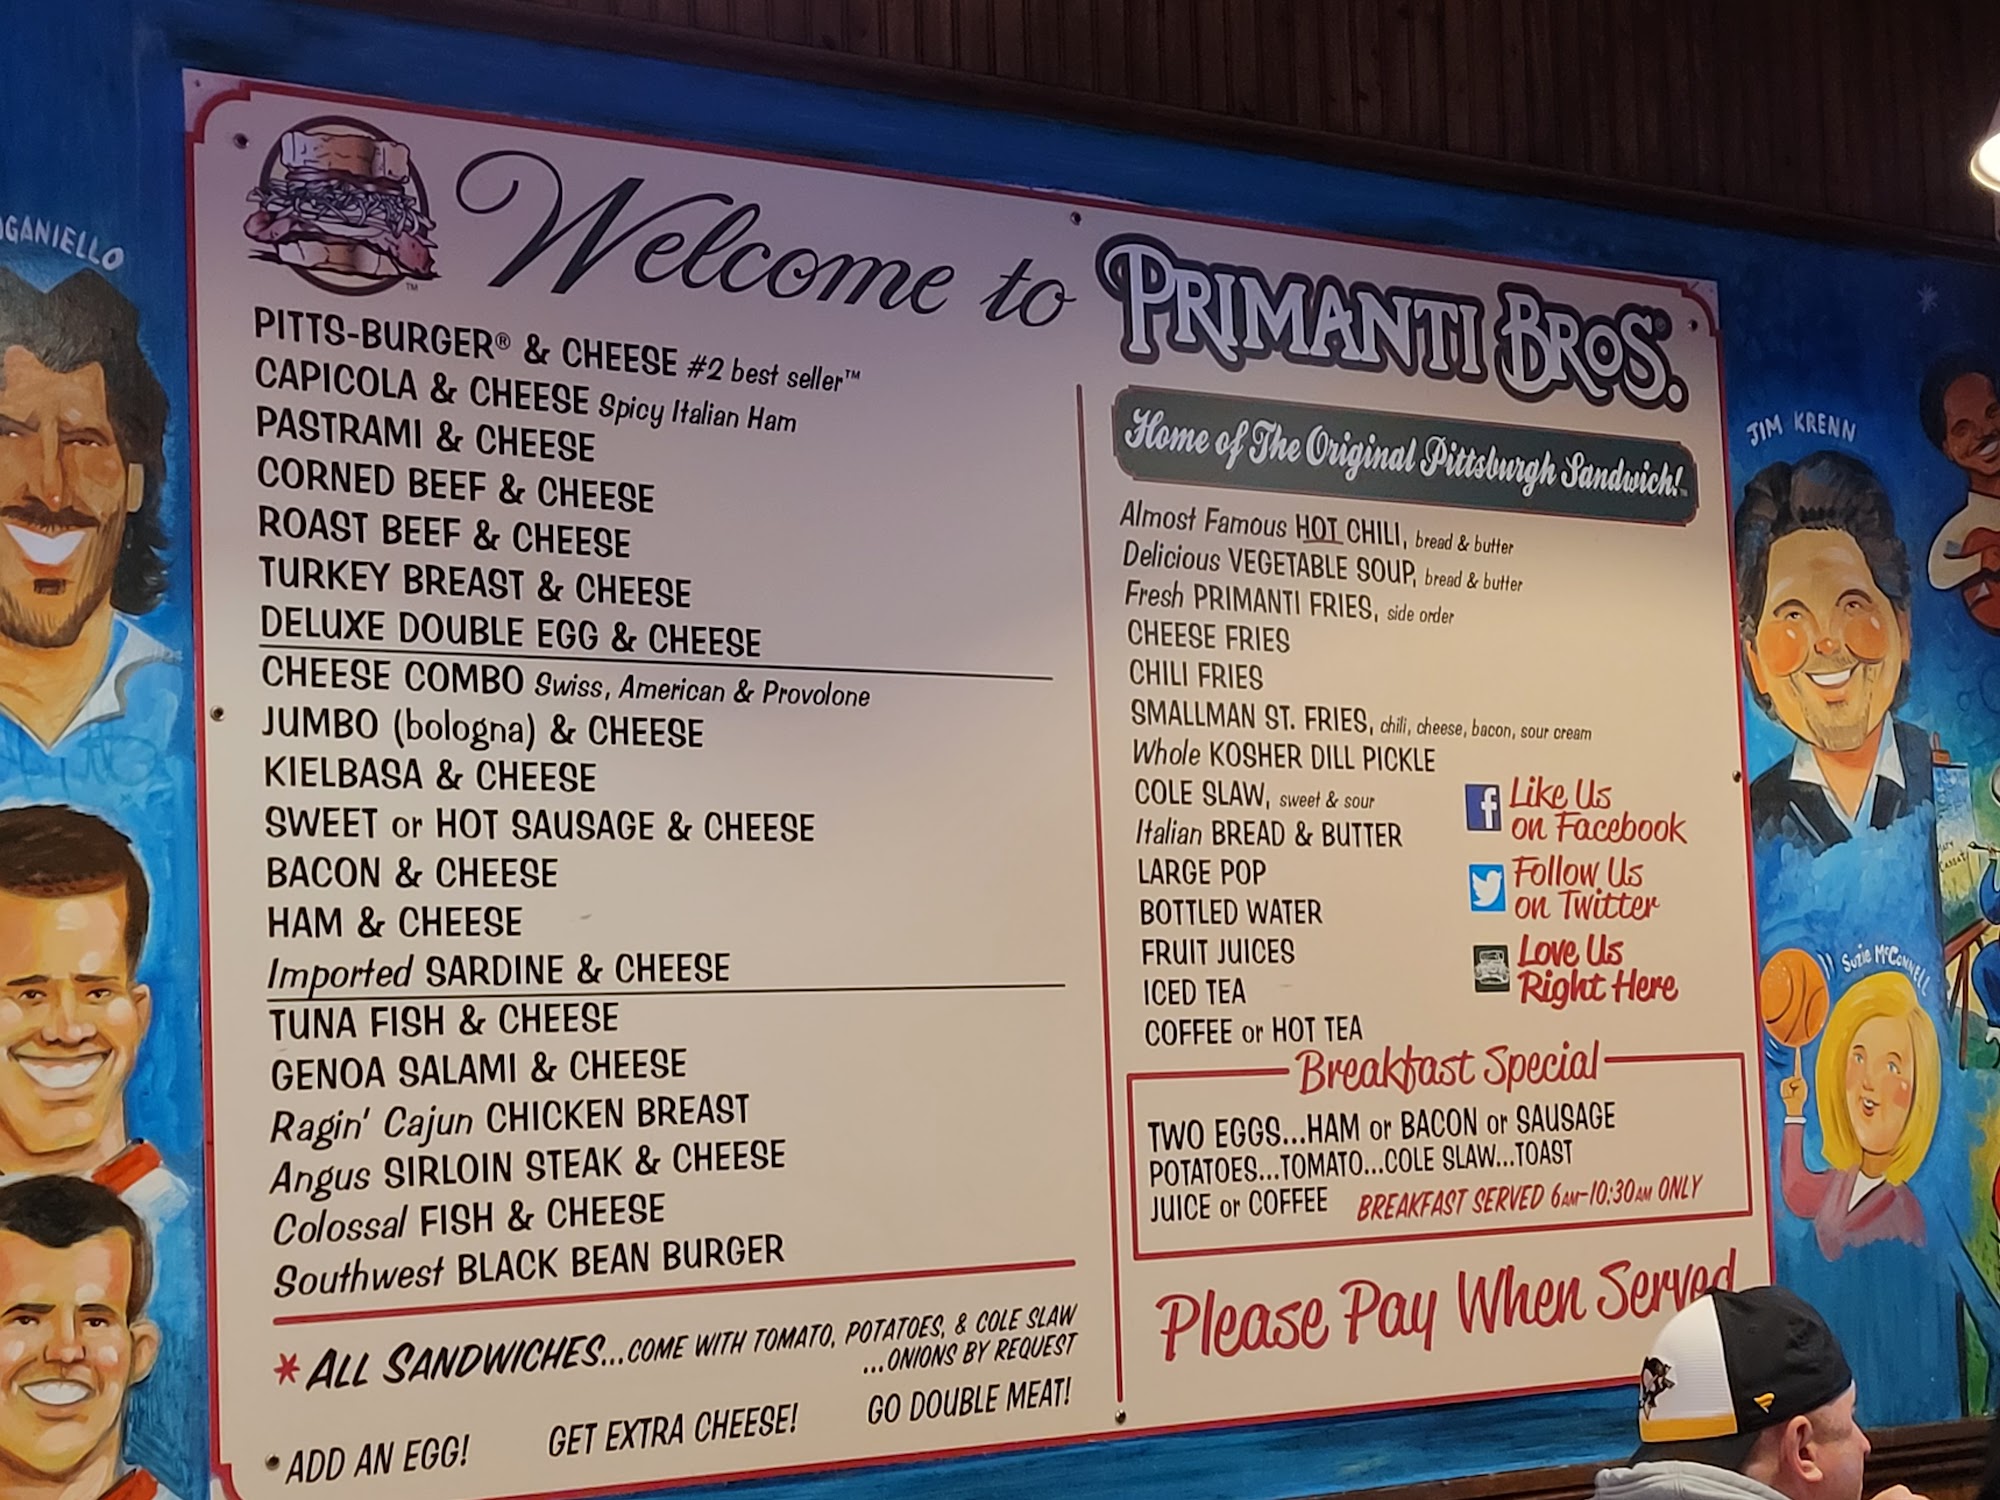 Welcome to PRIMANTI BROS.®
PITTS-BURGER® & CHEESE #2 best seller™
CAPICOLA & CHEESE Spicy Italian Ham
PASTRAMI & CHEESE
CORNED BEEF & CHEESE
ROAST BEEF & CHEESE
TURKEY BREAST & CHEESE
DELUXE DOUBLE EGG & CHEESE
CHEESE COMBO Swiss, American & Provolone
JUMBO (bologna) & CHEESE
KIELBASA & CHEESE
SWEET or HOT SAUSAGE & CHEESE
BACON & CHEESE
HAM & CHEESE
Imported SARDINE & CHEESE
TUNA FISH & CHEESE
GENOA SALAMI & CHEESE
Ragin' Cajun CHICKEN BREAST
Angus SIRLOIN STEAK & CHEESE
Colossal FISH & CHEESE
Southwest BLACK BEAN BURGER
* ALL SANDWICHES...COME WITH TOMATO, POTATOES, & COLE SLAW
...ONIONS BY REQUEST
• ADD AN EGG! GET EXTRA CHEESE! GO DOUBLE MEAT!
Home of The Original Pittsburgh Sandwich!™
Almost Famous HOT CHILI, bread & butter
Delicious VEGETABLE SOUP, bread & butter
Fresh PRIMANTI FRIES, side order
CHEESE FRIES
CHILI FRIES
SMALLMAN ST. FRIES, chili, cheese, bacon, sour cream
Whole KOSHER DILL PICKLE
COLE SLAW, sweet & sour
Italian BREAD & BUTTER
LARGE POP
BOTTLED WATER
FRUIT JUICES
ICED TEA
COFFEE or HOT TEA
Like Us
on Facebook
Follow Us
on Twitter
Love Us
Right Here
Breakfast Special
TWO EGGS...HAM or BACON or SAUSAGE
POTATOES...TOMATO...COLE SLAW...TOAST
JUICE or COFFEE BREAKFAST SERVED 6AM-10:30AM ONLY
Please Pay When Served
JIM KRENN
SUZIE McCONNELL